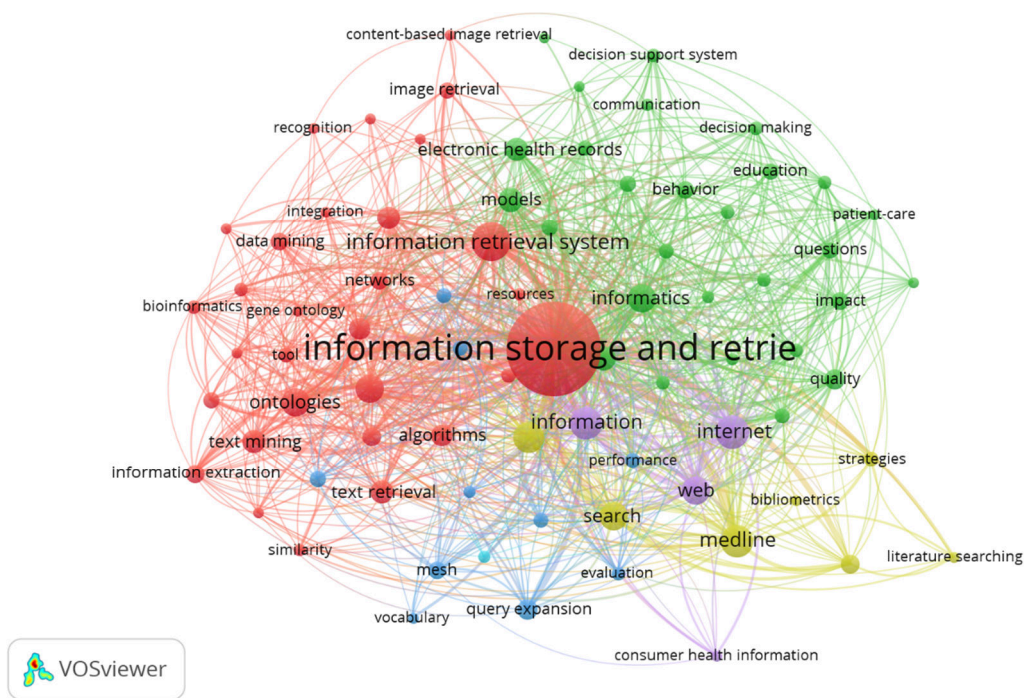 content-based image retrieval
decision support system
image retrieval
communication
recognition
decision making
electronic health records
education
behavior
models
integration
patient-care
data mining
information retrieval system
questions
networks
resources
informatics
impact
bioinformatics
gene ontology
tool
information storage and retrie
quality
ontologies
information
internet
text mining
algorithms
performance
strategies
information extraction
text retrieval
web
bibliometrics
search
medline
similarity
literature searching
mesh
evaluation
query expansion
vocabulary
consumer health information
VOSviewer